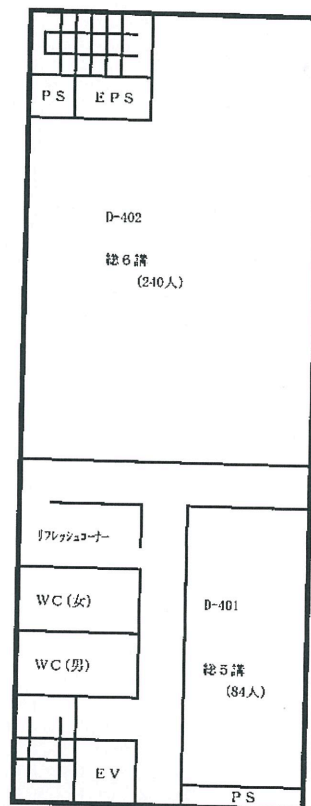 PS
EPS
D-402
総6講
(240人)
リフレッシュコーナー
WC(女)
D-401
WC(男)
総5講
(84人)
EV
PS